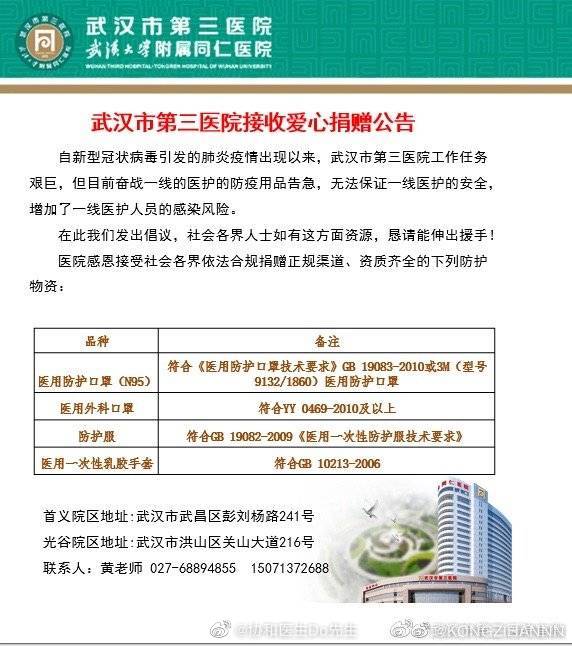 武汉市第三医院
武汉大学附属同仁医院
WUHAN THIRD HOSPITAL-TONGREN HOSPITAL OF WUHAN UNIVERSITY
武汉市第三医院接收爱心捐赠公告
自新型冠状病毒引发的肺炎疫情出现以来，武汉市第三医院工作任务
艰巨，但目前奋战一线的医护的防疫用品告急，无法保证一线医护的安全，
增加了一线医护人员的感染风险。
在此我们发出倡议，社会各界人士如有这方面资源，恳请能伸出援手！
医院感恩接受社会各界依法合规捐赠正规渠道、资质齐全的下列防护
物资：
品种 备注
医用防护口罩（N95） 符合《医用防护口罩技术要求》GB 19083-2010或3M（型号
9132/1860）医用防护口罩
医用外科口罩 符合YY 0469-2010及以上
防护服 符合GB 19082-2009《医用一次性防护服技术要求》
医用一次性乳胶手套 符合GB 10213-2006
首义院区地址:武汉市武昌区彭刘杨路241号
光谷院区地址:武汉市洪山区关山大道216号
联系人：黄老师 027-68894855 15071372688
同仁医院
武汉市第三医院
@协和医生Do先生
@KONGZHANNN